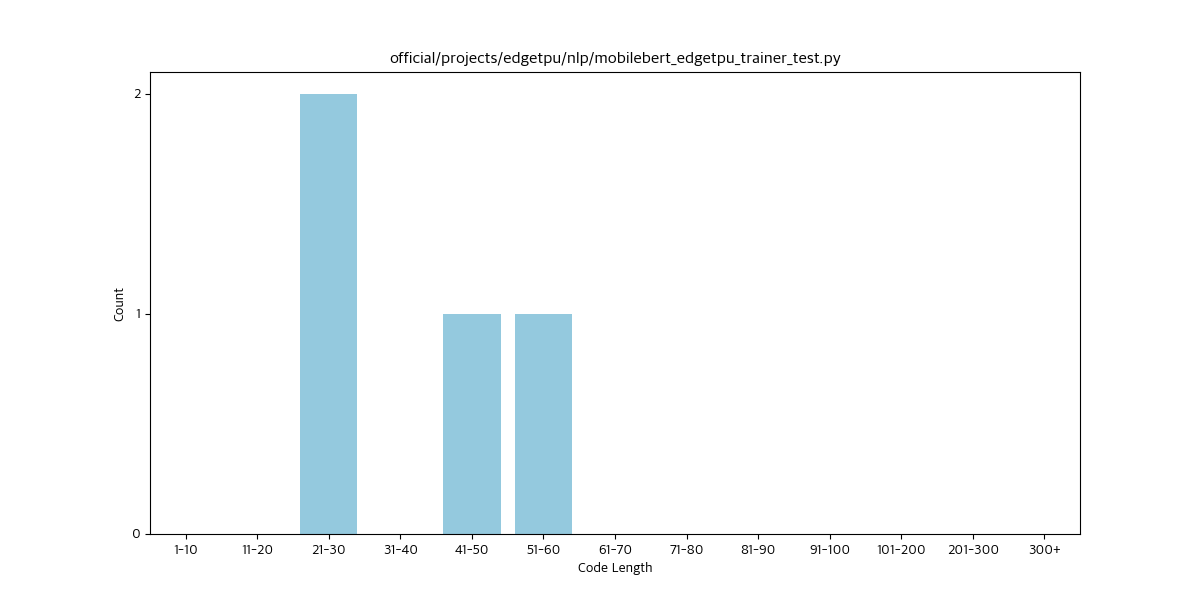 official/projects/edgetpu/nlp/mobilebert_edgetpu_trainer_test.py
2
1
0
Count
1-10 11-20 21-30 31-40 41-50 51-60 61-70 71-80 81-90 91-100 101-200 201-300 300+
Code Length